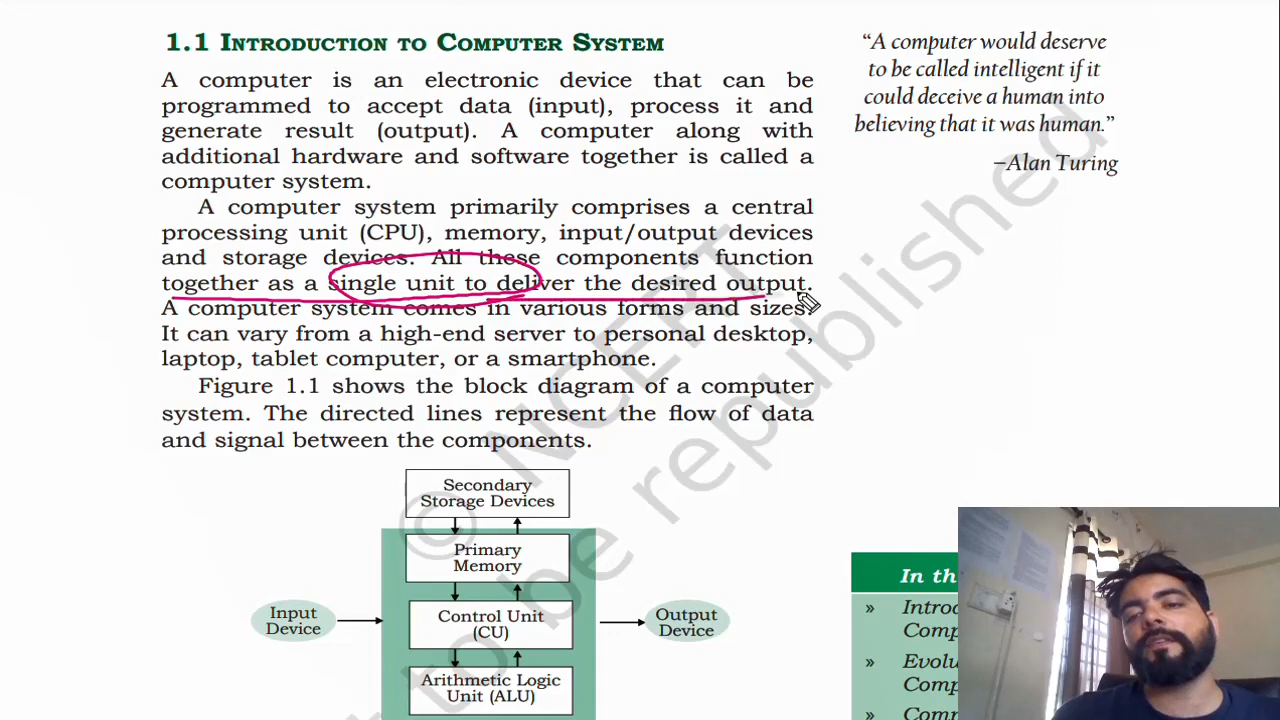 1.1 INTRODUCTION TO COMPUTER SYSTEM
A computer is an electronic device that can be
programmed to accept data (input), process it and
generate result (output). A computer along with
additional hardware and software together is called a
computer system.
A computer system primarily comprises a central
processing unit (CPU), memory, input/output devices
and storage devices. All these components function
together as a single unit to deliver the desired output.
A computer system comes in various forms and sizes.
It can vary from a high-end server to personal desktop,
laptop, tablet computer, or a smartphone.
Figure 1.1 shows the block diagram of a computer
system. The directed lines represent the flow of data
and signal between the components.
Secondary
Storage Devices
Primary
Memory
Control Unit
(CU)
Arithmetic Logic
Unit (ALU)
Input
Device
Output
Device
“A computer would deserve
to be called intelligent if it
could deceive a human into
believing that it was human.”
–Alan Turing
In th
» Introd
Comp
» Evolu
Comp
» Comp
© NCERT
not to be republished